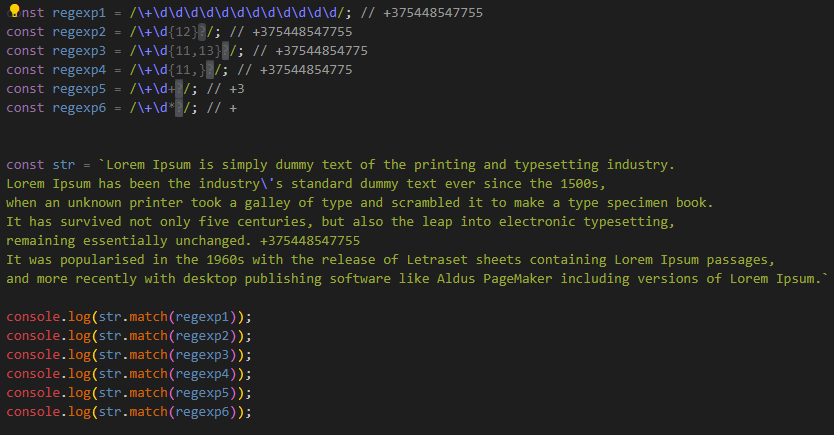 const regexp1 = /\+\d\d\d\d\d\d\d\d\d\d\d\d/; // +375448547755
const regexp2 = /\+\d{12}?/; // +375448547755
const regexp3 = /\+\d{11,13}?/; // +37544854775
const regexp4 = /\+\d{11,}?/; // +37544854775
const regexp5 = /\+\d+?/; // +3
const regexp6 = /\+\d*?/; // +
const str = `Lorem Ipsum is simply dummy text of the printing and typesetting industry.
Lorem Ipsum has been the industry\'s standard dummy text ever since the 1500s,
when an unknown printer took a galley of type and scrambled it to make a type specimen book.
It has survived not only five centuries, but also the leap into electronic typesetting,
remaining essentially unchanged. +375448547755
It was popularised in the 1960s with the release of Letraset sheets containing Lorem Ipsum passages,
and more recently with desktop publishing software like Aldus PageMaker including versions of Lorem Ipsum.`
console.log(str.match(regexp1));
console.log(str.match(regexp2));
console.log(str.match(regexp3));
console.log(str.match(regexp4));
console.log(str.match(regexp5));
console.log(str.match(regexp6));